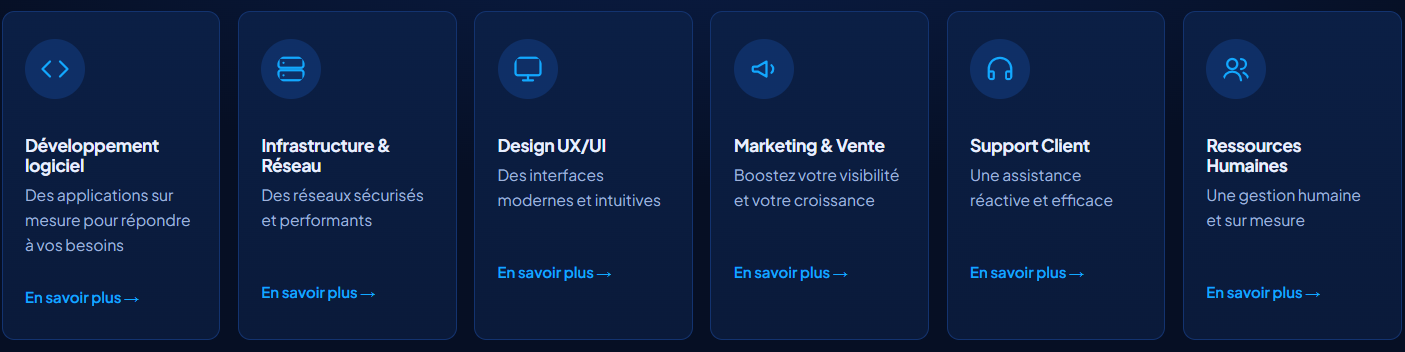 Développement
logiciel
Des applications sur
mesure pour répondre
à vos besoins
En savoir plus →
Infrastructure &
Réseau
Des réseaux sécurisés
et performants
En savoir plus →
Design UX/UI
Des interfaces
modernes et intuitives
En savoir plus →
Marketing & Vente
Boostez votre visibilité
et votre croissance
En savoir plus →
Support Client
Une assistance
réactive et efficace
En savoir plus →
Ressources
Humaines
Une gestion humaine
et sur mesure
En savoir plus →